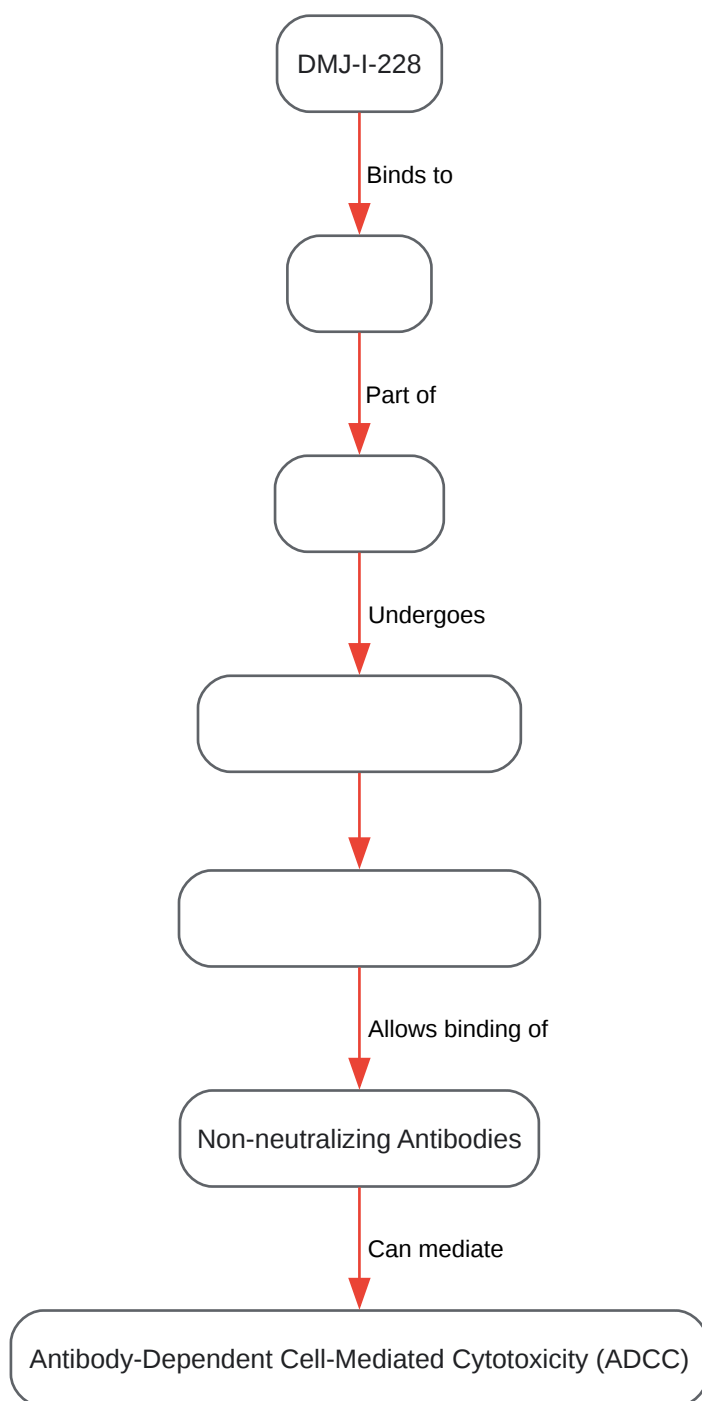 DMJ-I-228
Binds to
Part of
Undergoes
Allows binding of
Non-neutralizing Antibodies
Can mediate
Antibody-Dependent Cell-Mediated Cytotoxicity (ADCC)